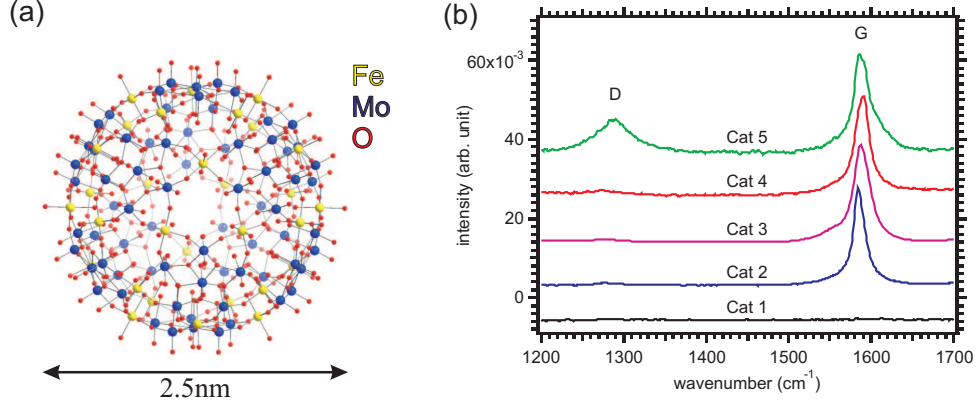 (a)
Fe
Mo
O
2.5nm
(b)
60x10⁻³
40
20
0
intensity (arb. unit)
D
G
Cat 5
Cat 4
Cat 3
Cat 2
Cat 1
1200 1300 1400 1500 1600 1700
wavenumber (cm⁻¹)